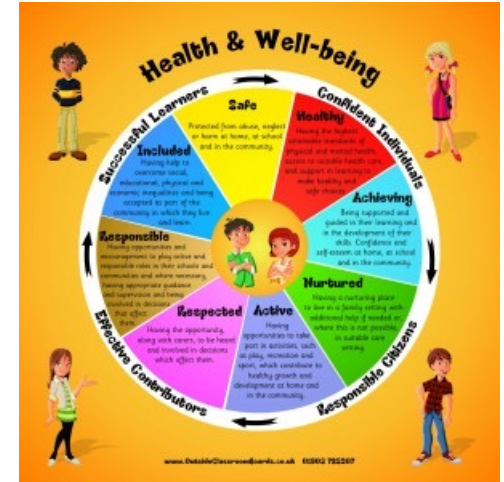 Health & Well-being
Successful Learners
Confident Individuals
Safe
Protected from abuse, neglect
or harm at home, at school
and in the community.
Healthy
Having the highest
attainable standards of
physical and mental health,
access to suitable health care,
and support in learning to
make healthy and
safe choices.
Achieving
Being supported and
guided in their learning and
in the development of their
skills. Confidence and
self-esteem at home, at school
and in the community.
Nurtured
Having a nurturing place
to live in a family setting with
additional help if needed or,
where this is not possible,
in suitable care
setting.
Active
Having
opportunities to take
part in activities, such
as play, recreation and
sport, which contribute to
healthy growth and
development at home and
in the community.
Respected
Having the opportunity,
along with carers, to be heard
and involved in decisions
which affect them.
Responsible
Having opportunities and
encouragement to play active and
responsible roles in their schools and
communities and where necessary,
having appropriate guidance
and supervision and being
involved in decisions
that affect
them.
Included
Having help to
overcome social,
educational, physical and
economic inequalities and being
accepted as part of the
community in which they live
and learn.
Effective Contributors
Responsible Citizens
www.OutsideClassroomBoards.co.uk